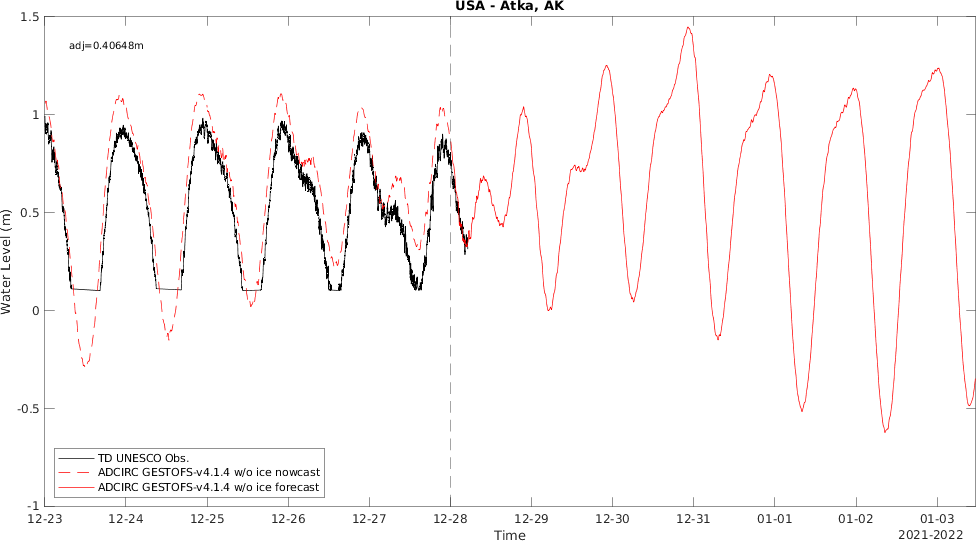 USA - Atka, AK
adj=0.40648m
Water Level (m)
1.5
1
0.5
0
-0.5
-1
TD UNESCO Obs.
ADCIRC GESTOFS-v4.1.4 w/o ice nowcast
ADCIRC GESTOFS-v4.1.4 w/o ice forecast
12-23 12-24 12-25 12-26 12-27 12-28 12-29 12-30 12-31 01-01 01-02 01-03
Time
2021-2022